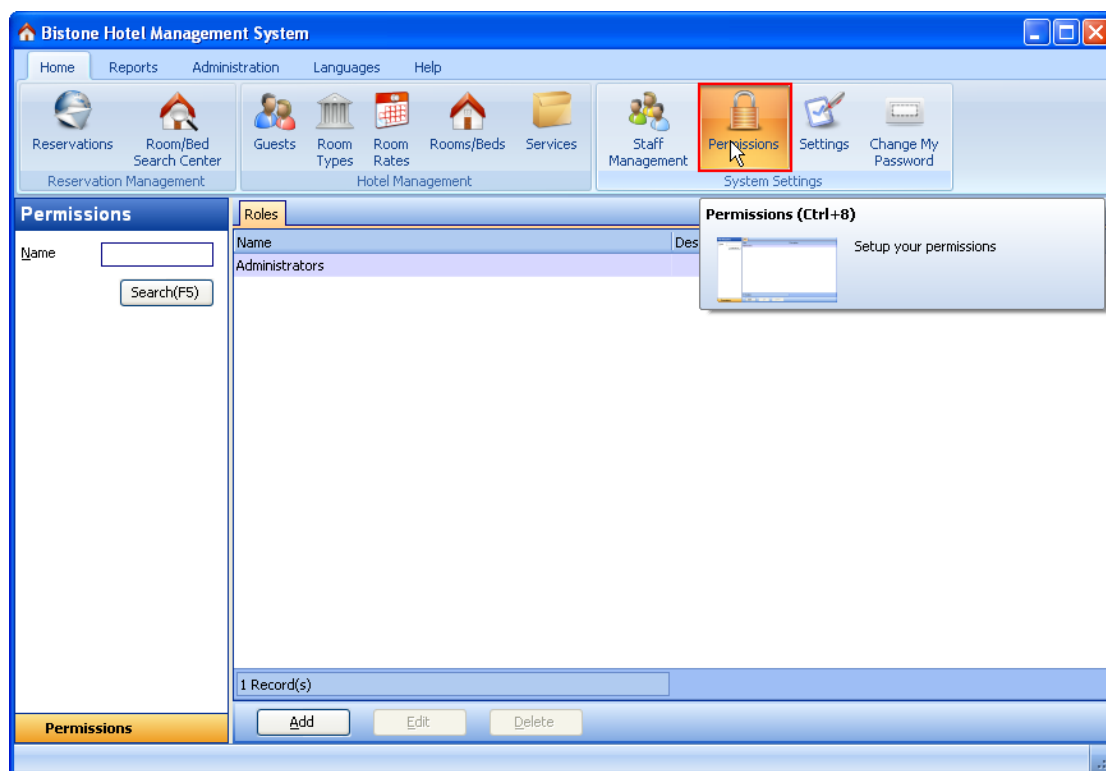 Bistone Hotel Management System
Home Reports Administration Languages Help
Reservations Room/Bed Search Center Guests Room Types Room Rates Rooms/Beds Services Staff Management Permissions Settings Change My Password
Reservation Management Hotel Management System Settings
Permissions
Name
Search(F5)
Roles
Name Des
Administrators
Permissions (Ctrl+8)
Setup your permissions
1 Record(s)
Permissions
Add Edit Delete